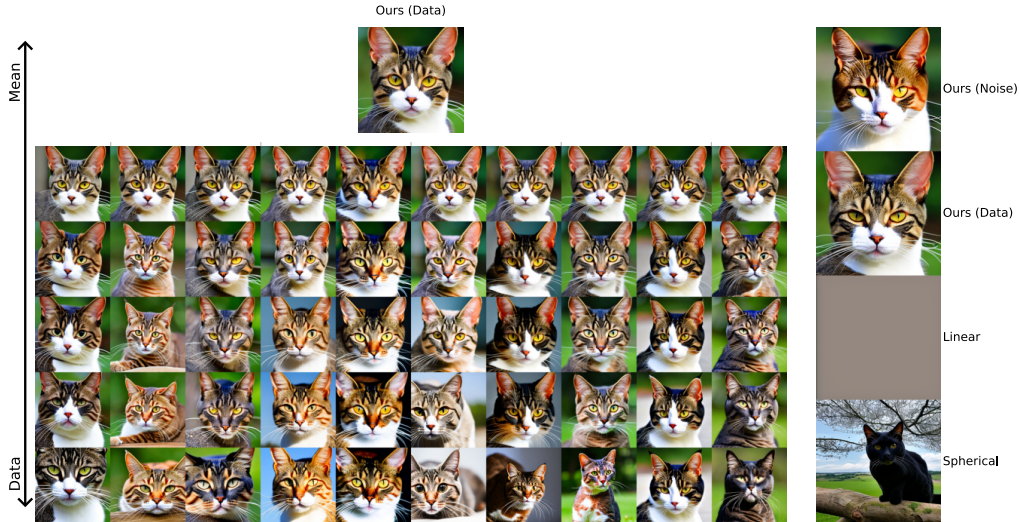 Ours (Data)
Mean
Data
Ours (Noise)
Ours (Data)
Linear
Spherical